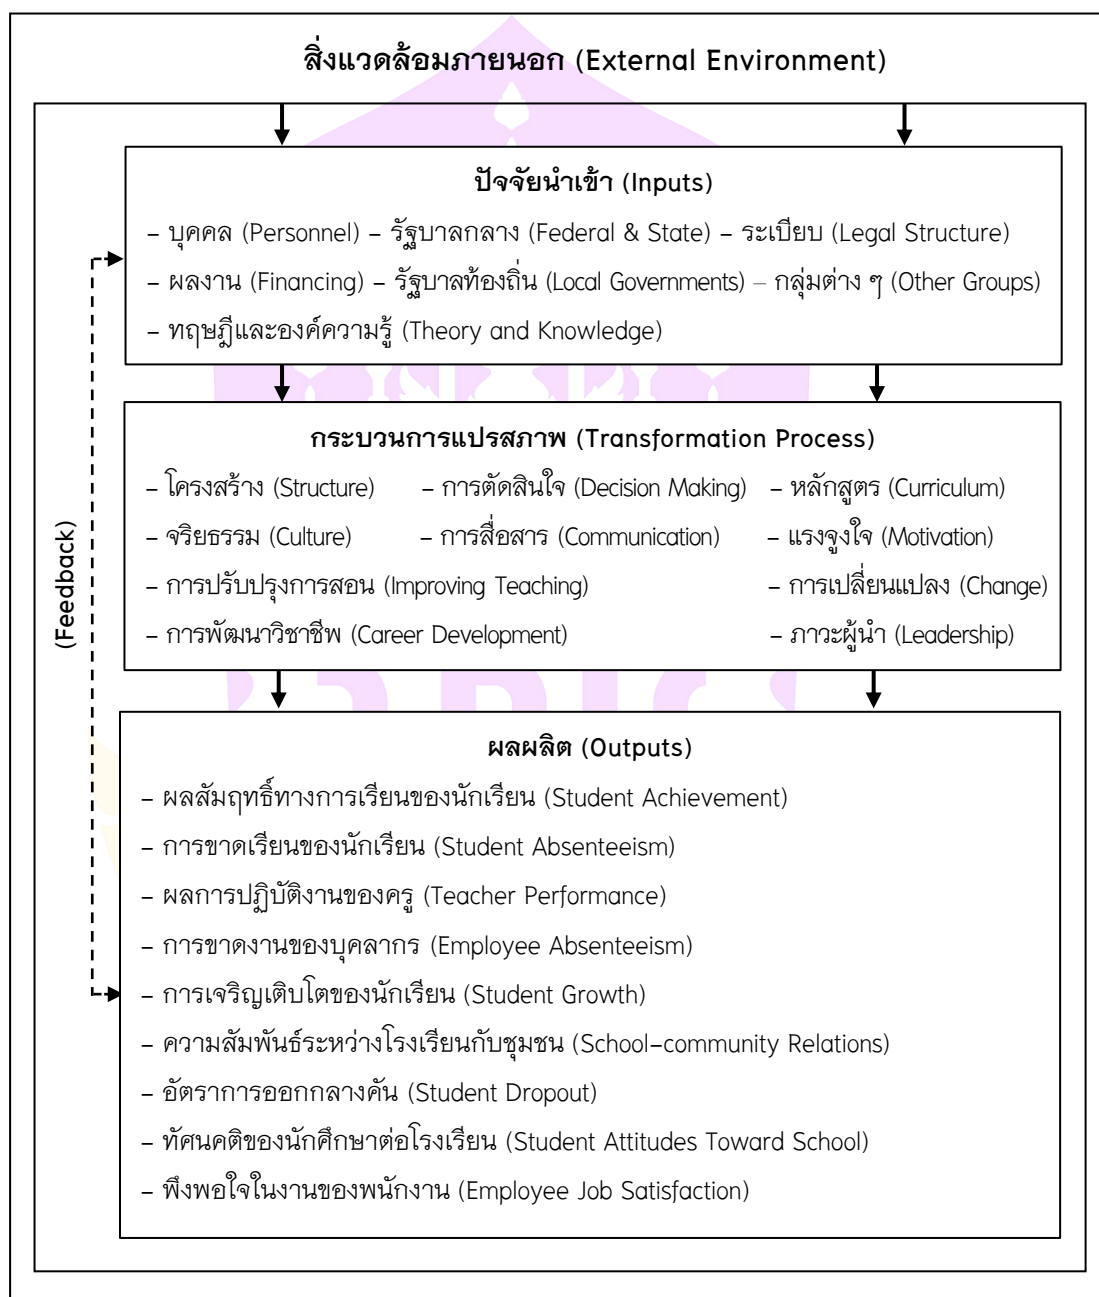 สิ่งแวดล้อมภายนอก (External Environment)
ปัจจัยนำเข้า (Inputs)
– บุคคล (Personnel) – รัฐบาลกลาง (Federal & State) – ระเบียบ (Legal Structure)
– ผลงาน (Financing) – รัฐบาลท้องถิ่น (Local Governments) – กลุ่มต่าง ๆ (Other Groups)
– ทฤษฎีและองค์ความรู้ (Theory and Knowledge)
กระบวนการแปรสภาพ (Transformation Process)
– โครงสร้าง (Structure) – การตัดสินใจ (Decision Making) – หลักสูตร (Curriculum)
– จริยธรรม (Culture) – การสื่อสาร (Communication) – แรงจูงใจ (Motivation)
– การปรับปรุงการสอน (Improving Teaching) – การเปลี่ยนแปลง (Change)
– การพัฒนาวิชาชีพ (Career Development) – ภาวะผู้นำ (Leadership)
(Feedback)
ผลผลิต (Outputs)
– ผลสัมฤทธิ์ทางการเรียนของนักเรียน (Student Achievement)
– การขาดเรียนของนักเรียน (Student Absenteeism)
– ผลการปฏิบัติงานของครู (Teacher Performance)
– การขาดงานของบุคลากร (Employee Absenteeism)
– การเจริญเติบโตของนักเรียน (Student Growth)
– ความสัมพันธ์ระหว่างโรงเรียนกับชุมชน (School–community Relations)
– อัตราการออกกลางคัน (Student Dropout)
– ทัศนคติของนักศึกษาต่อโรงเรียน (Student Attitudes Toward School)
– พึงพอใจในงานของพนักงาน (Employee Job Satisfaction)